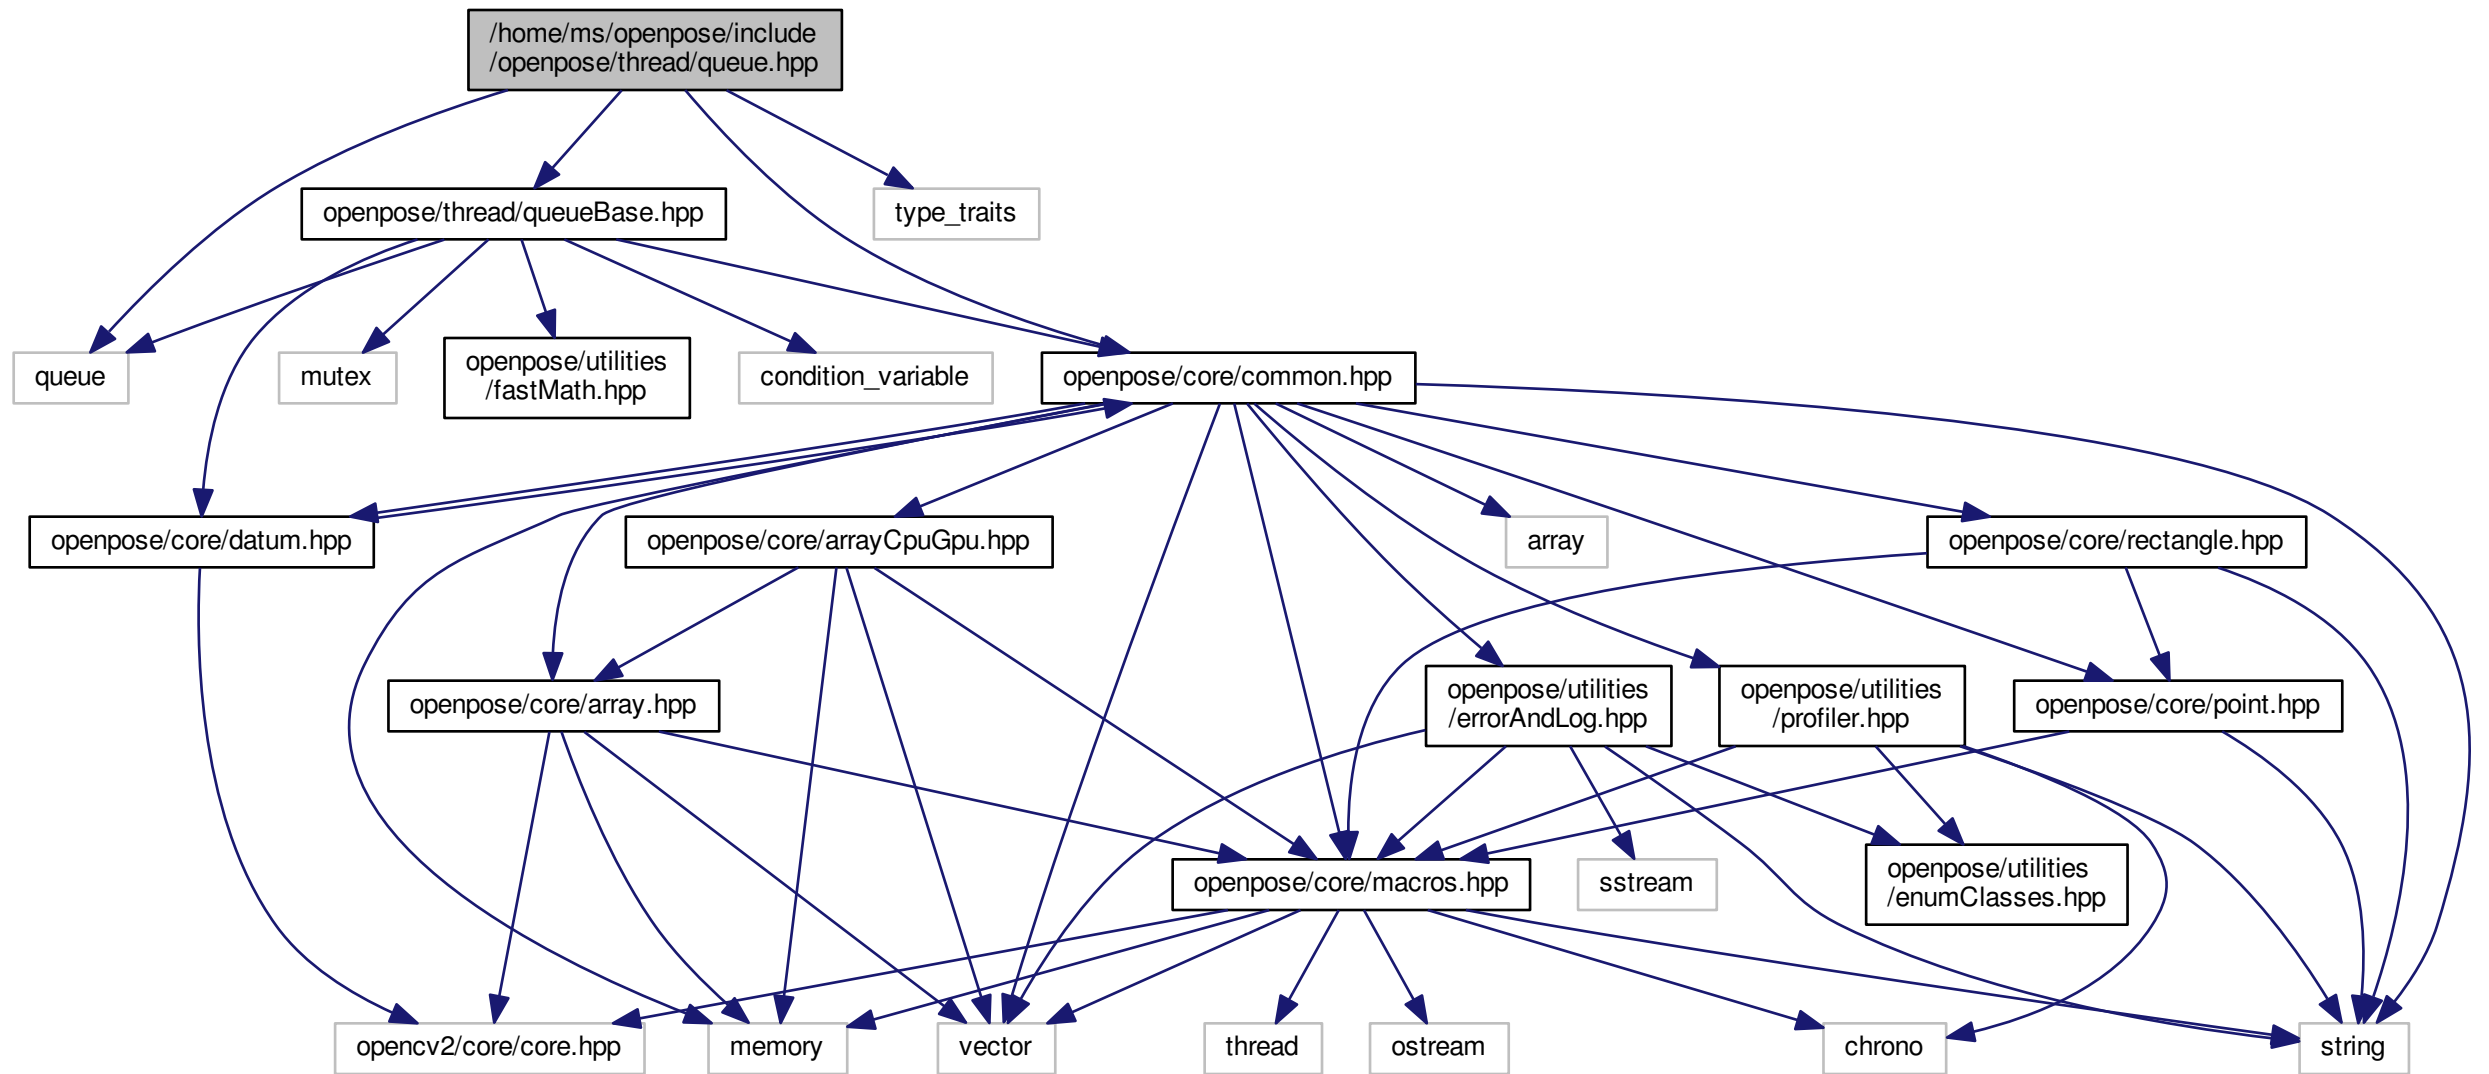 /home/ms/openpose/include
/openpose/thread/queue.hpp
openpose/thread/queueBase.hpp
type_traits
queue
mutex
openpose/utilities
/fastMath.hpp
condition_variable
openpose/core/common.hpp
openpose/core/datum.hpp
openpose/core/arrayCpuGpu.hpp
array
openpose/core/rectangle.hpp
openpose/core/array.hpp
openpose/utilities
/errorAndLog.hpp
openpose/utilities
/profiler.hpp
openpose/core/point.hpp
openpose/core/macros.hpp
sstream
openpose/utilities
/enumClasses.hpp
opencv2/core/core.hpp
memory
vector
thread
ostream
chrono
string